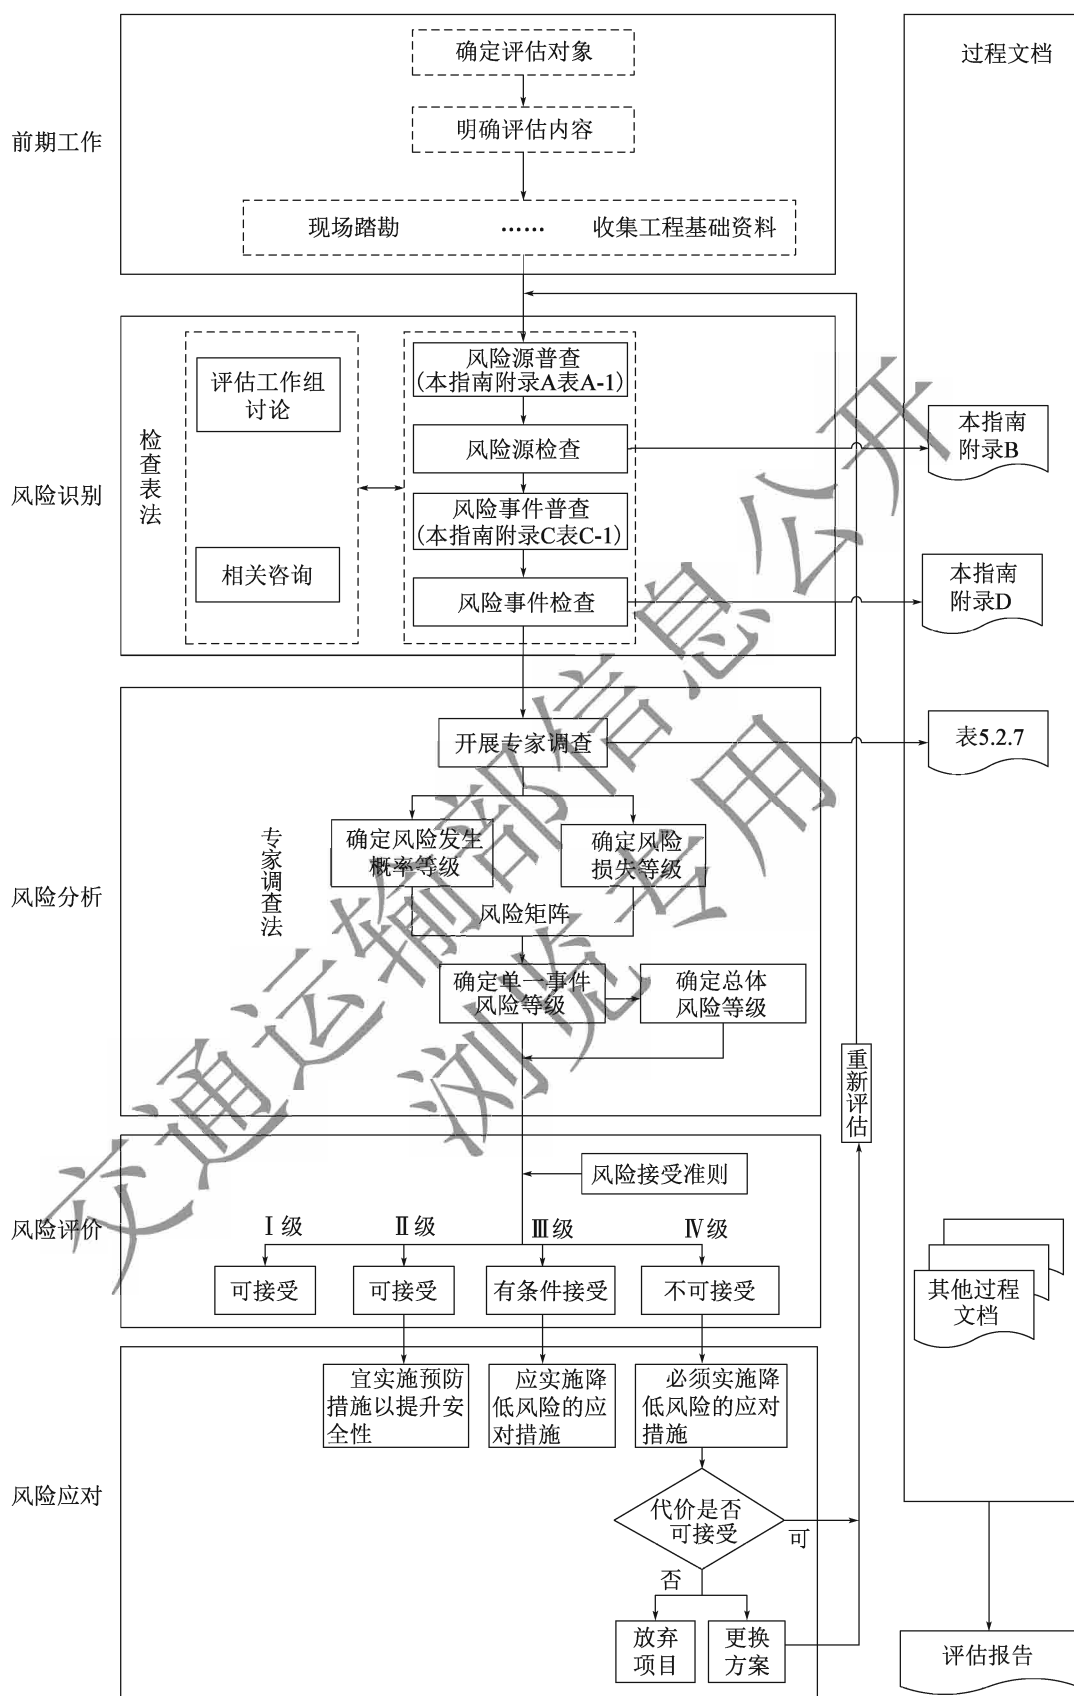 确定评估对象
过程文档
前期工作
明确评估内容
现场踏勘 …… 收集工程基础资料
风险识别
检查表法
评估工作组
讨论
相关咨询
风险源普查
(本指南附录A表A-1)
风险源检查
本指南
附录B
风险事件普查
(本指南附录C表C-1)
风险事件检查
本指南
附录D
风险分析
专家调查法
开展专家调查
表5.2.7
确定风险发生
概率等级
确定风险
损失等级
风险矩阵
确定单一事件
风险等级
确定总体
风险等级
重新评估
风险评价
风险接受准则
Ⅰ级
Ⅱ级
Ⅲ级
Ⅳ级
可接受
可接受
有条件接受
不可接受
其他过程
文档
风险应对
宜实施预防
措施以提升安
全性
应实施降
低风险的应
对措施
必须实施降
低风险的应对
措施
代价是否
可接受
可
否
放弃
项目
更换
方案
评估报告
交通运输部信息公开
浏览专用